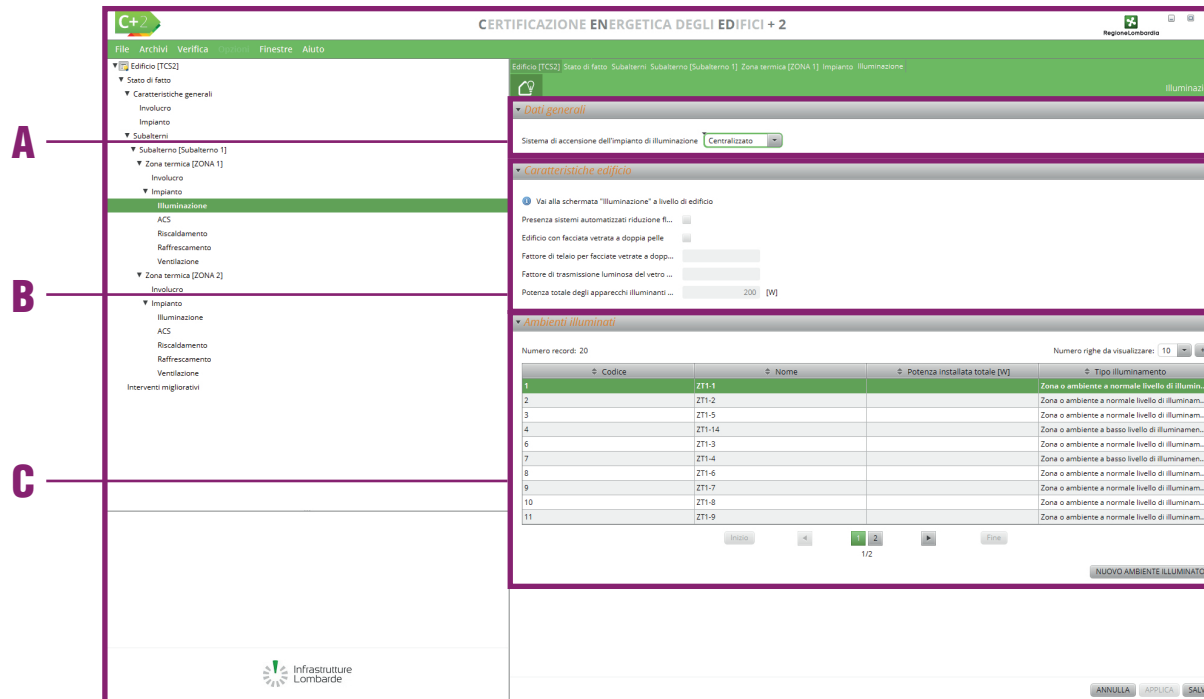 C+2
CERTIFICAZIONE ENERGETICA DEGLI EDIFICI + 2
RegioneLombardia
File Archivi Verifica Opzioni Finestre Aiuto
Edificio [TCS2]
Stato di fatto
Caratteristiche generali
Involucro
Impianto
Subalterni
Subalterno [Subalterno 1]
Zona termica [ZONA 1]
Involucro
Impianto
Illuminazione
ACS
Riscaldamento
Raffrescamento
Ventilazione
Zona termica [ZONA 2]
Involucro
Impianto
Illuminazione
ACS
Riscaldamento
Raffrescamento
Ventilazione
Interventi migliorativi
Infrastrutture
Lombarde
Edificio [TCS2] Stato di fatto Subalterni Subalterno [Subalterno 1] Zona termica [ZONA 1] Impianto Illuminazione
Illuminazi
A
Dati generali
Sistema di accensione dell'impianto di illuminazione Centralizzato
B
Caratteristiche edificio
Vai alla schermata "Illuminazione" a livello di edificio
Presenza sistemi automatizzati riduzione fl...
Edificio con facciata vetrata a doppia pelle
Fattore di telaio per facciate vetrate a dopp...
Fattore di trasmissione luminosa del vetro ...
Potenza totale degli apparecchi illuminanti ... 200 [W]
C
Ambienti illuminati
Numero record: 20 Numero righe da visualizzare: 10
Codice Nome Potenza installata totale [W] Tipo illuminamento
1 ZT1-1 Zona o ambiente a normale livello di illumin...
2 ZT1-2 Zona o ambiente a normale livello di illuminam...
3 ZT1-5 Zona o ambiente a normale livello di illuminam...
4 ZT1-14 Zona o ambiente a basso livello di illuminamen...
6 ZT1-3 Zona o ambiente a normale livello di illuminam...
7 ZT1-4 Zona o ambiente a basso livello di illuminamen...
8 ZT1-6 Zona o ambiente a normale livello di illuminam...
9 ZT1-7 Zona o ambiente a normale livello di illuminam...
10 ZT1-8 Zona o ambiente a normale livello di illuminam...
11 ZT1-9 Zona o ambiente a normale livello di illuminam...
Inizio 1 2 Fine
1/2
NUOVO AMBIENTE ILLUMINATO
ANNULLA APPLICA SALV